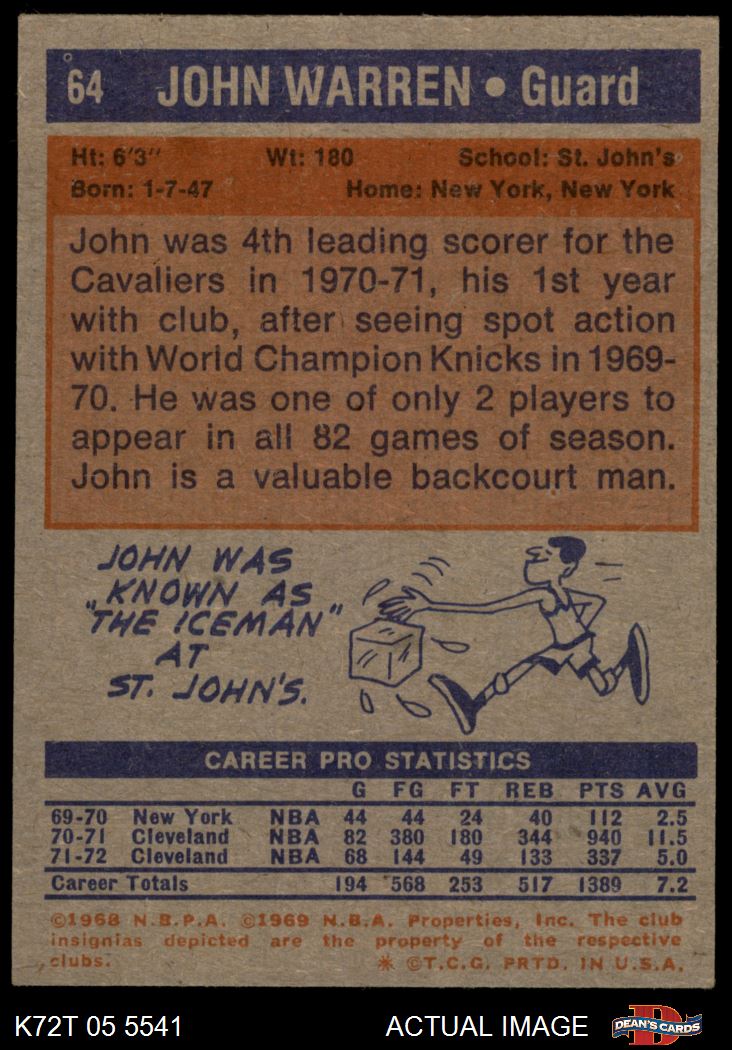 64 JOHN WARREN • Guard
Ht: 6'3" Wt: 180 School: St. John's
Born: 1-7-47 Home: New York, New York
John was 4th leading scorer for the
Cavaliers in 1970-71, his 1st year
with club, after seeing spot action
with World Champion Knicks in 1969-
70. He was one of only 2 players to
appear in all 82 games of season.
John is a valuable backcourt man.
JOHN WAS
KNOWN AS
"THE ICEMAN"
AT
ST. JOHN'S.
CAREER PRO STATISTICS
G FG FT REB PTS AVG
69-70 New York NBA 44 44 24 40 112 2.5
70-71 Cleveland NBA 82 380 180 344 940 11.5
71-72 Cleveland NBA 68 144 49 133 337 5.0
Career Totals 194 568 253 517 1389 7.2
©1968 N.B.P.A. ©1969 N.B.A. Properties, Inc. The club
insignias depicted are the property of the respective
clubs. * ©T.C.G. PRTD. IN U.S.A.
K72T 05 5541 ACTUAL IMAGE DEAN'S CARDS